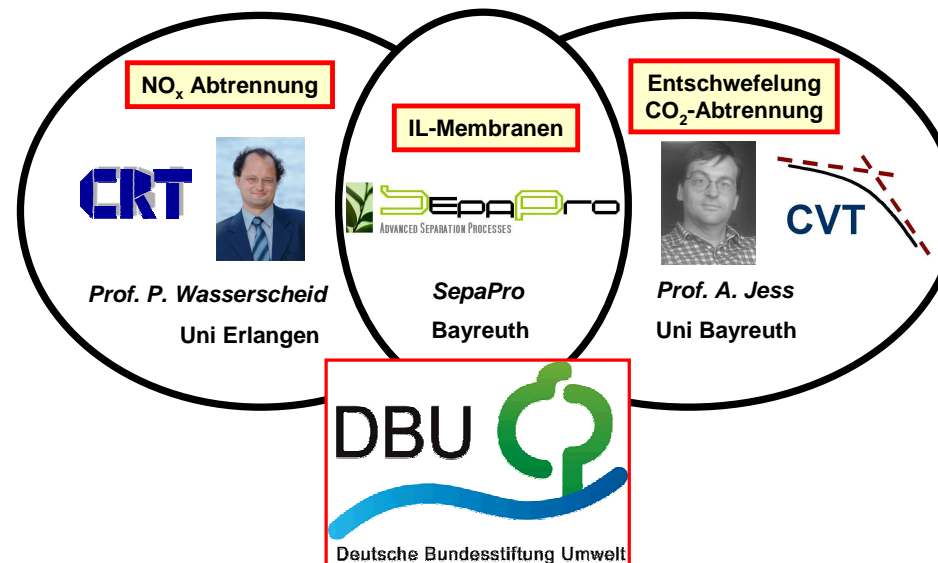 NOx Abtrennung
CRT
Prof. P. Wasserscheid
Uni Erlangen
IL-Membranen
SEPAPRO
ADVANCED SEPARATION PROCESSES
SepaPro
Bayreuth
Entschwefelung
CO2-Abtrennung
CVT
Prof. A. Jess
Uni Bayreuth
DBU
Deutsche Bundesstiftung Umwelt